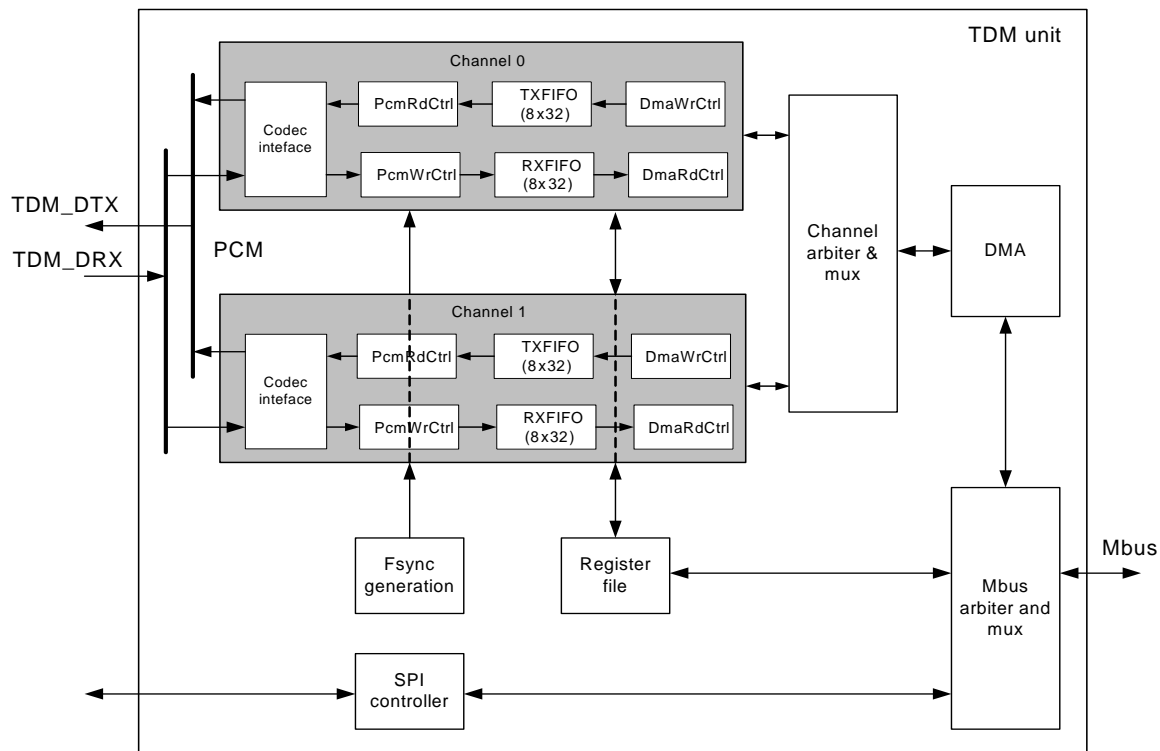 TDM unit
Channel 0
Codec
inteface
PcmRdCtrl
TXFIFO
(8x32)
DmaWrCtrl
PcmWrCtrl
RXFIFO
(8x32)
DmaRdCtrl
TDM_DTX
TDM_DRX
PCM
Channel
arbiter &
mux
DMA
Channel 1
Codec
inteface
PcmRdCtrl
TXFIFO
(8x32)
DmaWrCtrl
PcmWrCtrl
RXFIFO
(8x32)
DmaRdCtrl
Fsync
generation
Register
file
Mbus
arbiter and
mux
Mbus
SPI
controller